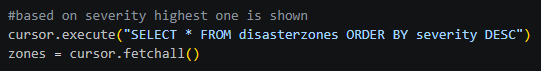 #based on severity highest one is shown
cursor.execute("SELECT * FROM disasterzones ORDER BY severity DESC")
zones = cursor.fetchall()